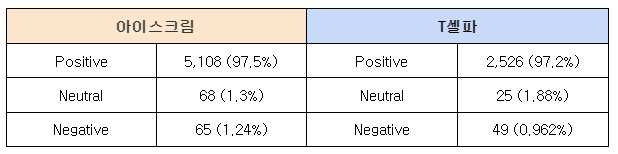 아이스크림 T셀파
Positive 5,108 (97.5%) Positive 2,526 (97.2%)
Neutral 68 (1.3%) Neutral 25 (1.88%)
Negative 65 (1.24%) Negative 49 (0.962%)